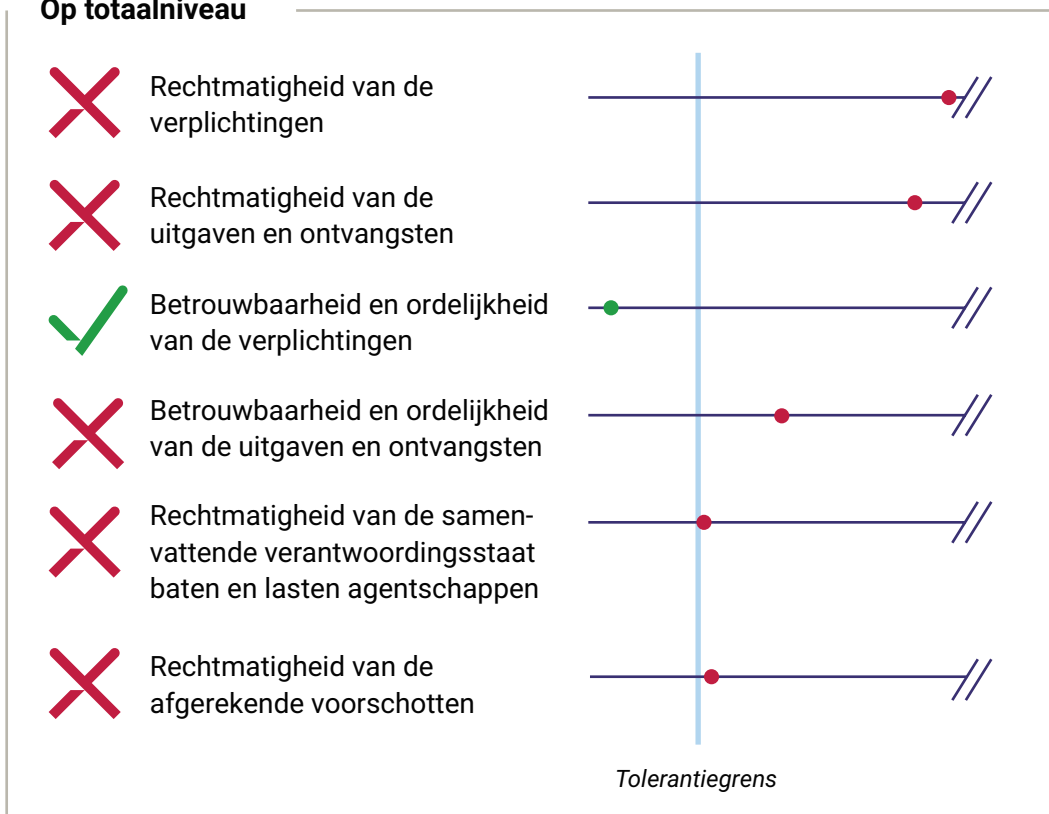 Op totaalniveau
Rechtmatigheid van de
verplichtingen
Rechtmatigheid van de
uitgaven en ontvangsten
Betrouwbaarheid en ordelijkheid
van de verplichtingen
Betrouwbaarheid en ordelijkheid
van de uitgaven en ontvangsten
Rechtmatigheid van de samen-
vattende verantwoordingsstaat
baten en lasten agentschappen
Rechtmatigheid van de
afgerekende voorschotten
Tolerantiegrens